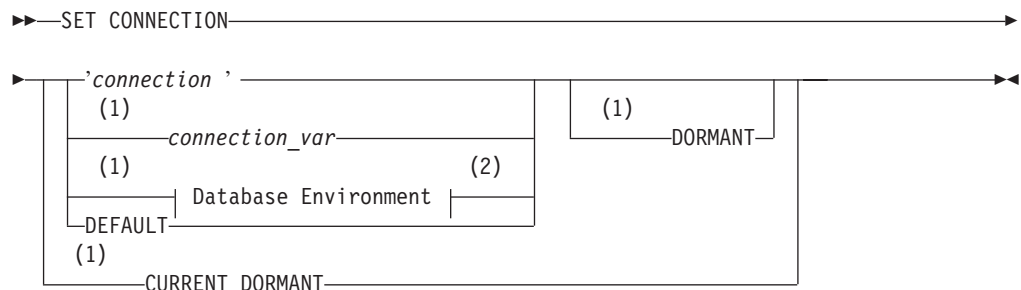 SET CONNECTION
’connection ’
(1) (1)
connection_var DORMANT
(1) (2)
Database Environment
DEFAULT
(1)
CURRENT DORMANT